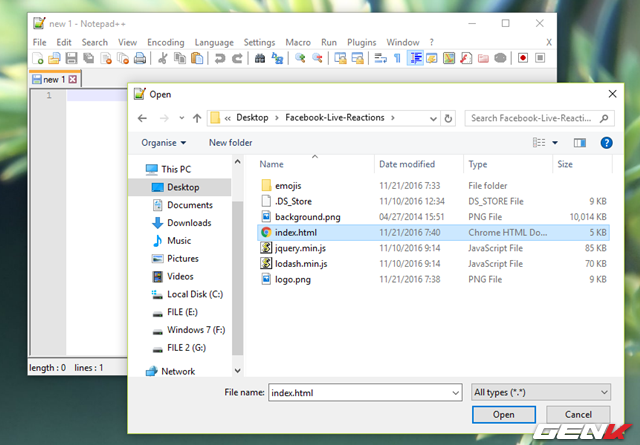 new 1 - Notepad++
File Edit Search View Encoding Language Settings Macro Run Plugins Window ?
X
new 1
1
Open
« Desktop › Facebook-Live-Reactions ›
Search Facebook-Live-Reacti...
Organise New folder
Name Date modified Type Size
This PC
Desktop
Documents
Downloads
Music
Pictures
Videos
Local Disk (C:)
FILE (E:)
Windows 7 (F:)
FILE 2 (G:)
Network
emojis 11/21/2016 7:33 File folder
.DS_Store 11/10/2016 12:34 DS_STORE File 9 KB
background.png 04/27/2014 15:51 PNG File 10,014 KB
index.html 11/21/2016 7:40 Chrome HTML Do... 5 KB
jquery.min.js 11/10/2016 9:14 JavaScript File 85 KB
lodash.min.js 11/10/2016 9:14 JavaScript File 70 KB
logo.png 11/21/2016 7:38 PNG File 9 KB
length : 0 lines : 1
File name: index.html All types (*.*)
Open Cancel
GENK